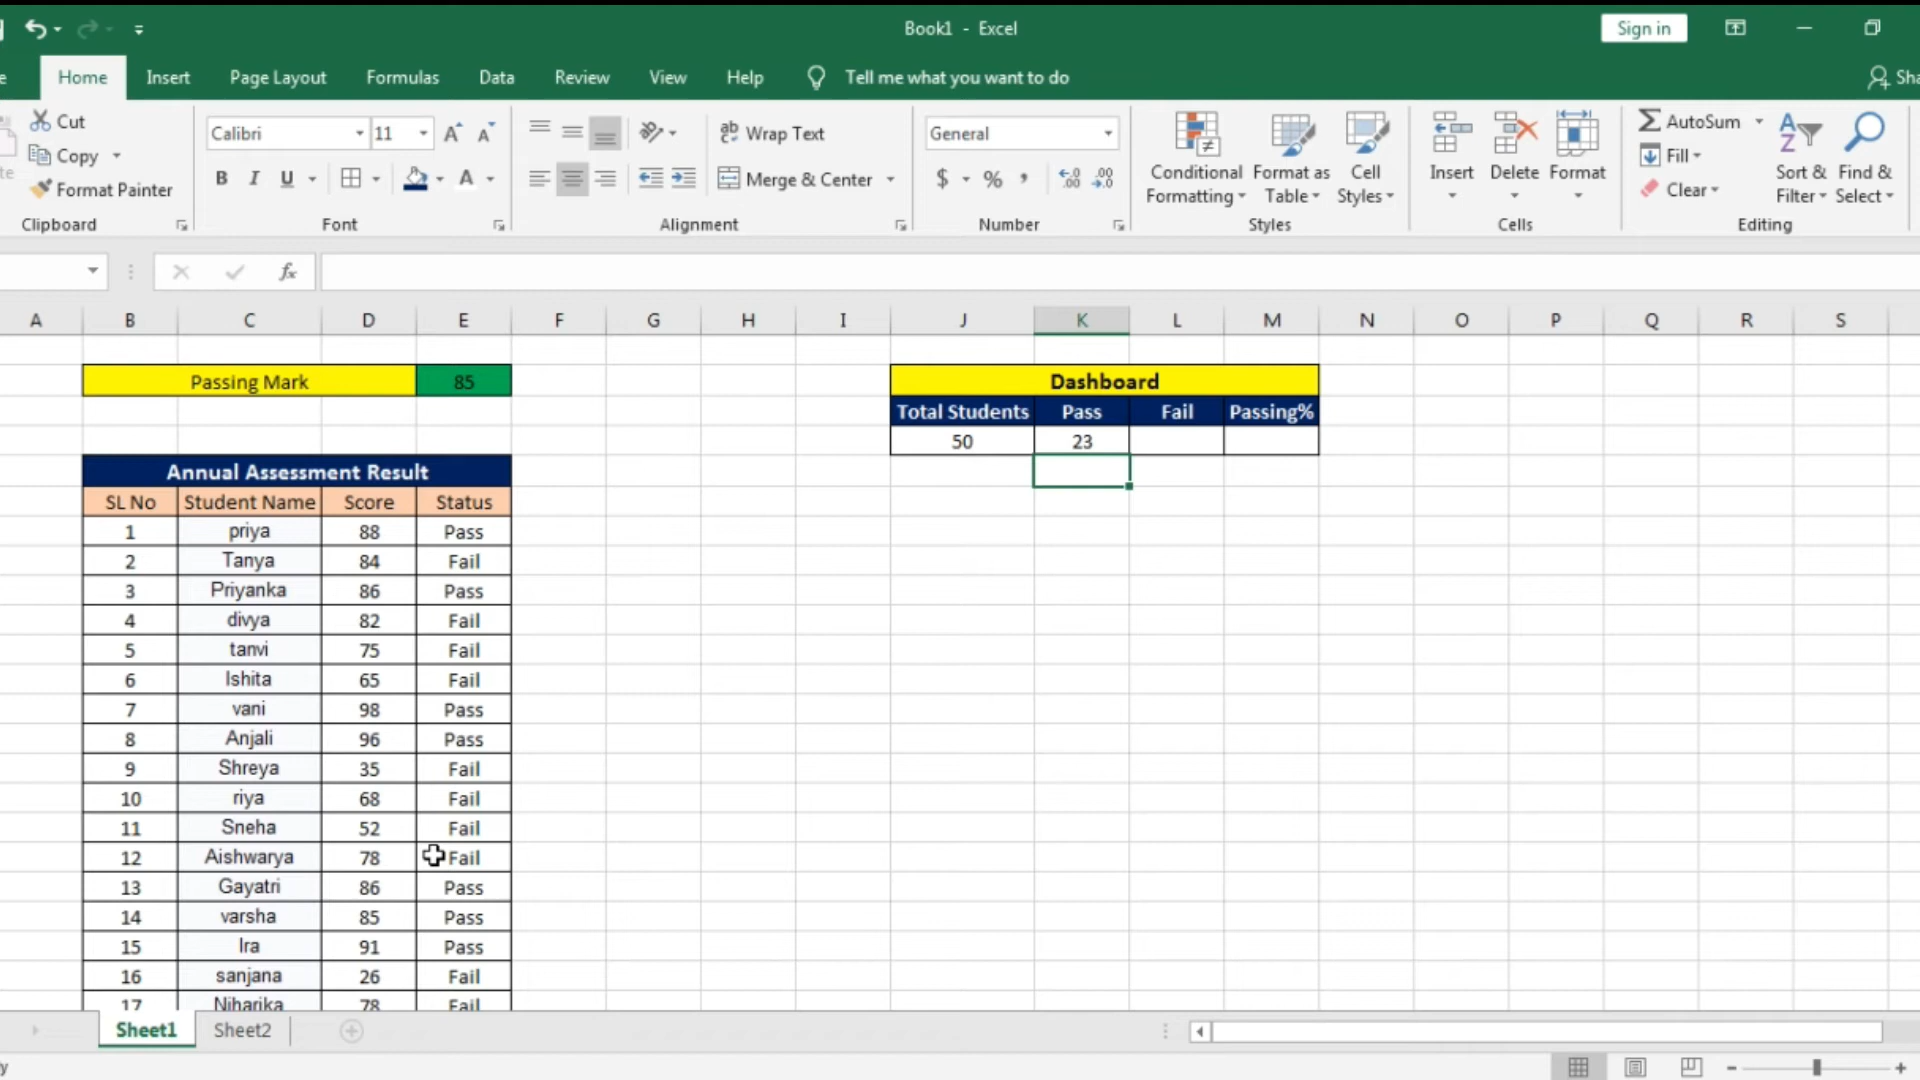 Book1 - Excel
Sign in
Home Insert Page Layout Formulas Data Review View Help Tell me what you want to do
Cut
Copy
Format Painter
Clipboard
Calibri 11
B I U
Font
Wrap Text
Merge & Center
Alignment
General
$ % ,
Number
Conditional Formatting
Format as Table
Cell Styles
Styles
Insert Delete Format
Cells
AutoSum
Fill
Clear
Sort & Filter
Find & Select
Editing
fx
A B C D E F G H I J K L M N O P Q R S
Passing Mark 85
Dashboard
Total Students Pass Fail Passing%
50 23
Annual Assessment Result
SL No Student Name Score Status
1 priya 88 Pass
2 Tanya 84 Fail
3 Priyanka 86 Pass
4 divya 82 Fail
5 tanvi 75 Fail
6 Ishita 65 Fail
7 vani 98 Pass
8 Anjali 96 Pass
9 Shreya 35 Fail
10 riya 68 Fail
11 Sneha 52 Fail
12 Aishwarya 78 Fail
13 Gayatri 86 Pass
14 varsha 85 Pass
15 Ira 91 Pass
16 sanjana 26 Fail
17 Niharika 78 Fail
Sheet1 Sheet2